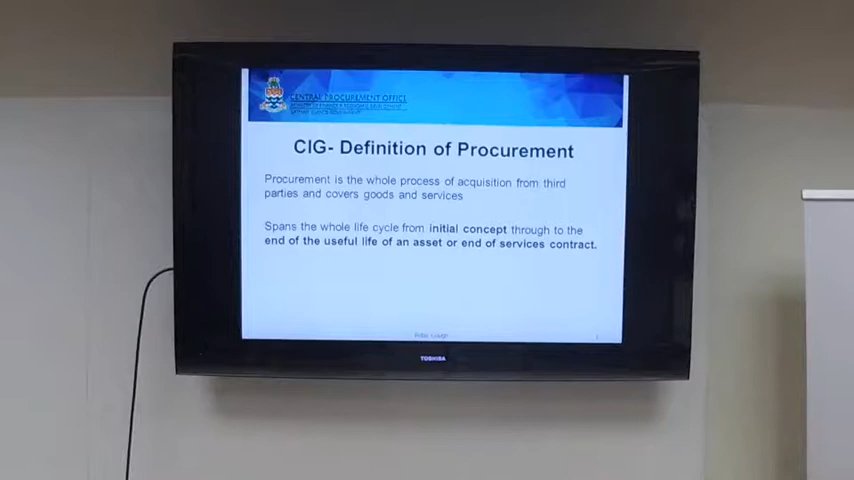 CENTRAL PROCUREMENT OFFICE
CIG- Definition of Procurement
Procurement is the whole process of acquisition from third
parties and covers goods and services
Spans the whole life cycle from initial concept through to the
end of the useful life of an asset or end of services contract.
TOSHIBA